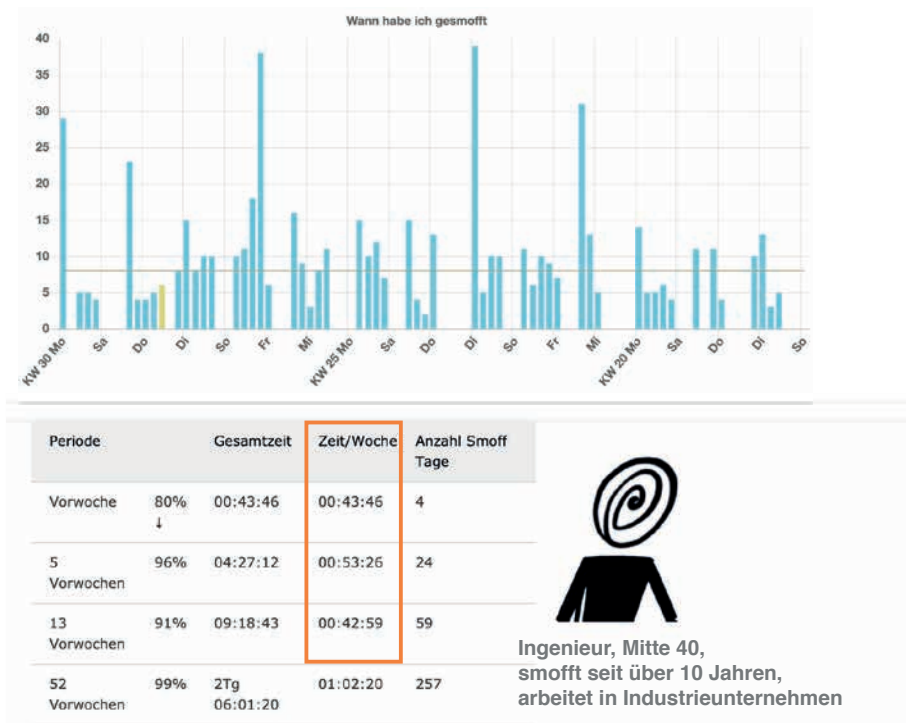 Wann habe ich gesmofft
40
35
30
25
20
15
10
5
0
KW 30 Mo Sa Do Di So Fr Mi KW 25 Mo Sa Do Di So Fr Mi KW 20 Mo Sa Do Di So
Periode Gesamtzeit Zeit/Woche Anzahl Smoff
Tage
Vorwoche 80% 00:43:46 00:43:46 4
↓
5 96% 04:27:12 00:53:26 24
Vorwochen
13 91% 09:18:43 00:42:59 59
Vorwochen
52 99% 2Tg 01:02:20 257
Vorwochen 06:01:20
Ingenieur, Mitte 40,
smofft seit über 10 Jahren,
arbeitet in Industrieunternehmen